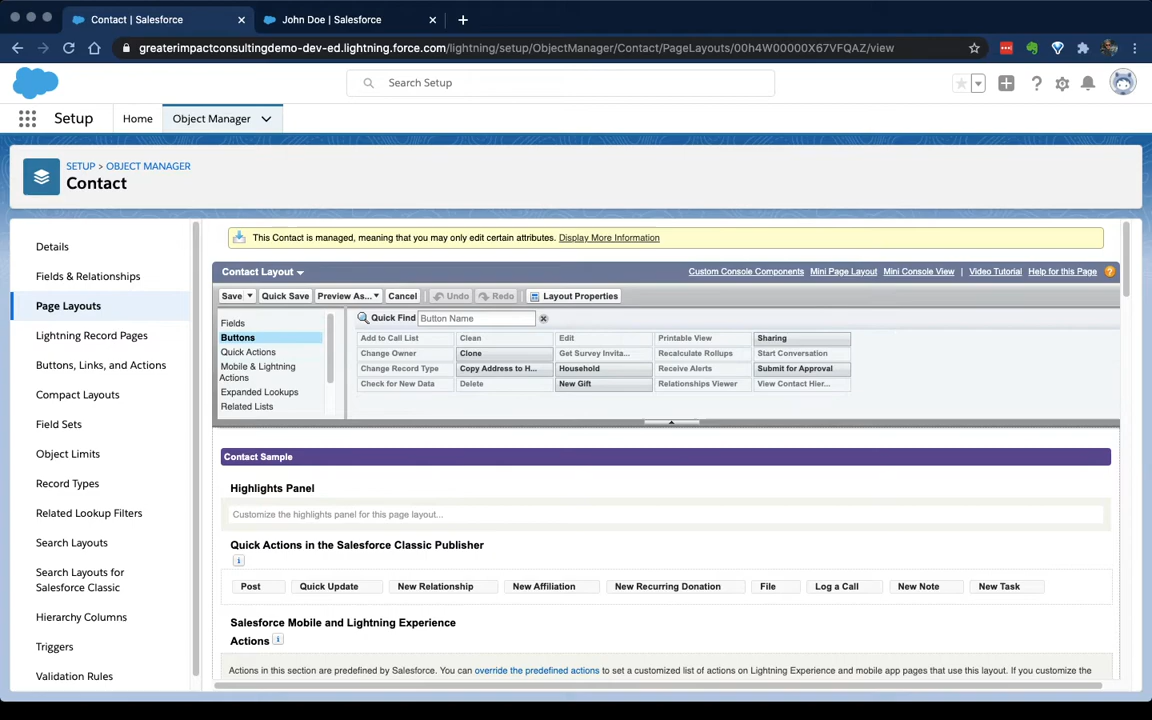 Contact | Salesforce
John Doe | Salesforce
greaterimpactconsultingdemo-dev-ed.lightning.force.com/lightning/setup/ObjectManager/Contact/PageLayouts/00h4W00000X67VFQAZ/view
Search Setup
Setup
Home
Object Manager
SETUP > OBJECT MANAGER
Contact
Details
Fields & Relationships
Page Layouts
Lightning Record Pages
Buttons, Links, and Actions
Compact Layouts
Field Sets
Object Limits
Record Types
Related Lookup Filters
Search Layouts
Search Layouts for
Salesforce Classic
Hierarchy Columns
Triggers
Validation Rules
This Contact is managed, meaning that you may only edit certain attributes. Display More Information
Contact Layout
Custom Console Components Mini Page Layout Mini Console View | Video Tutorial Help for this Page
Save Quick Save Preview As... Cancel Undo Redo Layout Properties
Fields
Buttons
Quick Actions
Mobile & Lightning
Actions
Expanded Lookups
Related Lists
Quick Find Button Name
Add to Call List Clean Edit Printable View Sharing
Change Owner Clone Get Survey Invita... Recalculate Rollups Start Conversation
Change Record Type Copy Address to H... Household Receive Alerts Submit for Approval
Check for New Data Delete New Gift Relationships Viewer View Contact Hier...
Contact Sample
Highlights Panel
Customize the highlights panel for this page layout...
Quick Actions in the Salesforce Classic Publisher
Post Quick Update New Relationship New Affiliation New Recurring Donation File Log a Call New Note New Task
Salesforce Mobile and Lightning Experience
Actions
Actions in this section are predefined by Salesforce. You can override the predefined actions to set a customized list of actions on Lightning Experience and mobile app pages that use this layout. If you customize the